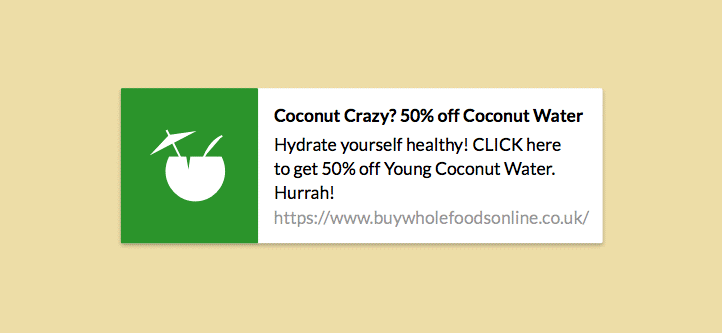 Coconut Crazy? 50% off Coconut Water
Hydrate yourself healthy! CLICK here
to get 50% off Young Coconut Water.
Hurrah!
https://www.buywholefoodsonline.co.uk/